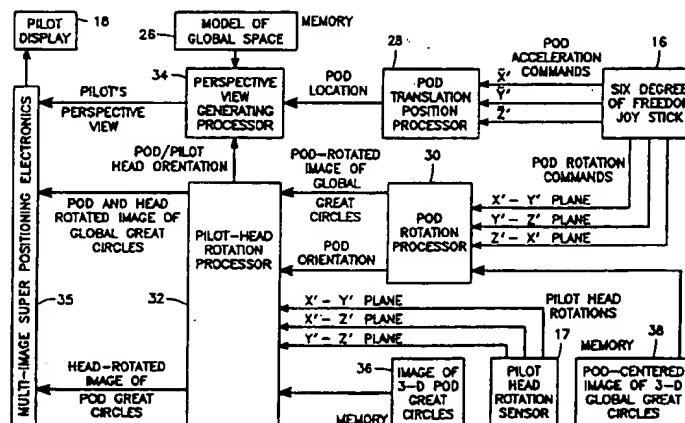 PILOT
DISPLAY
18
MODEL OF
GLOBAL SPACE
MEMORY
26
34
PERSPECTIVE
VIEW
GENERATING
PROCESSOR
POD
LOCATION
28
POD
TRANSLATION
POSITION
PROCESSOR
POD
ACCELERATION
COMMANDS
X̃'
Ỹ'
Z̃'
16
SIX DEGREE
OF FREEDOM
JOY STICK
PILOT'S
PERSPECTIVE
VIEW
POD/PILOT
HEAD ORENTATION
POD-ROTATED
IMAGE OF
GLOBAL
GREAT
CIRCLES
30
POD
ROTATION
PROCESSOR
POD ROTATION
COMMANDS
X'- Y' PLANE
Y'- Z' PLANE
Z'- X' PLANE
MULTI-IMAGE SUPER POSITIONING ELECTRONICS
POD AND HEAD
ROTATED IMAGE OF
GLOBAL GREAT
CIRCLES
PILOT-HEAD
ROTATION
PROCESSOR
POD
ORIENTATION
35
32
X'- Y' PLANE
X'- Z' PLANE
Y'- Z' PLANE
PILOT HEAD
ROTATIONS
17
MEMORY
38
HEAD-ROTATED
IMAGE OF
POD GREAT
CIRCLES
36
IMAGE OF
3-D POD
GREAT
CIRCLES
MEMORY
PILOT
HEAD
ROTATION
SENSOR
POD-CENTERED
IMAGE OF 3-D
GLOBAL GREAT
CIRCLES